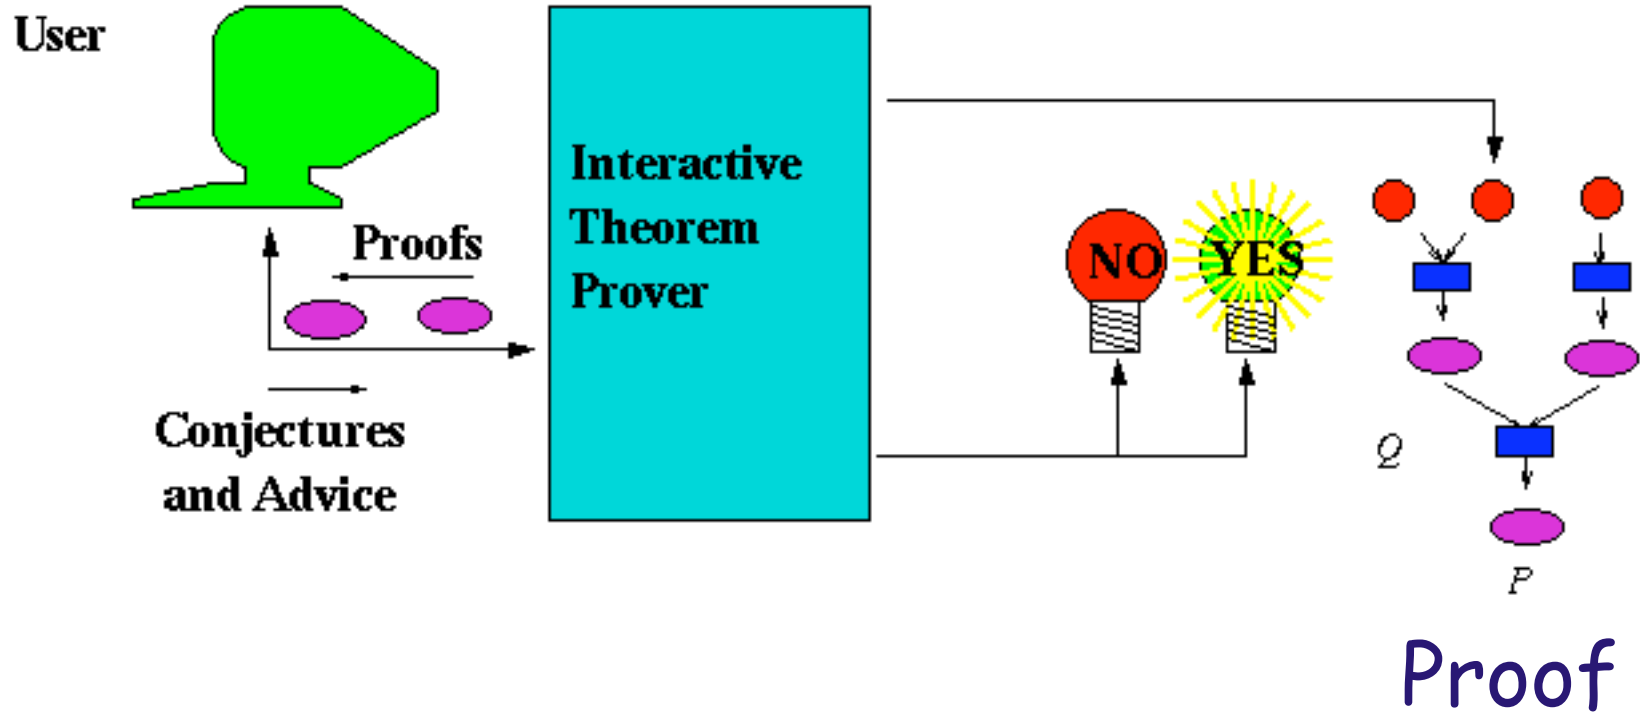 User
Proofs
Conjectures
and Advice
Interactive
Theorem
Prover
NO
YES
Q
P
Proof